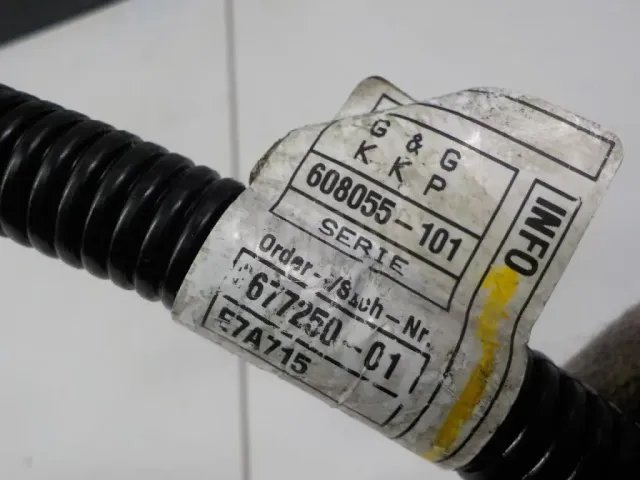 G & G
K K P
608055-101
SERIE
INFO
Order-/Sach-Nr.
677250-01
E7A715